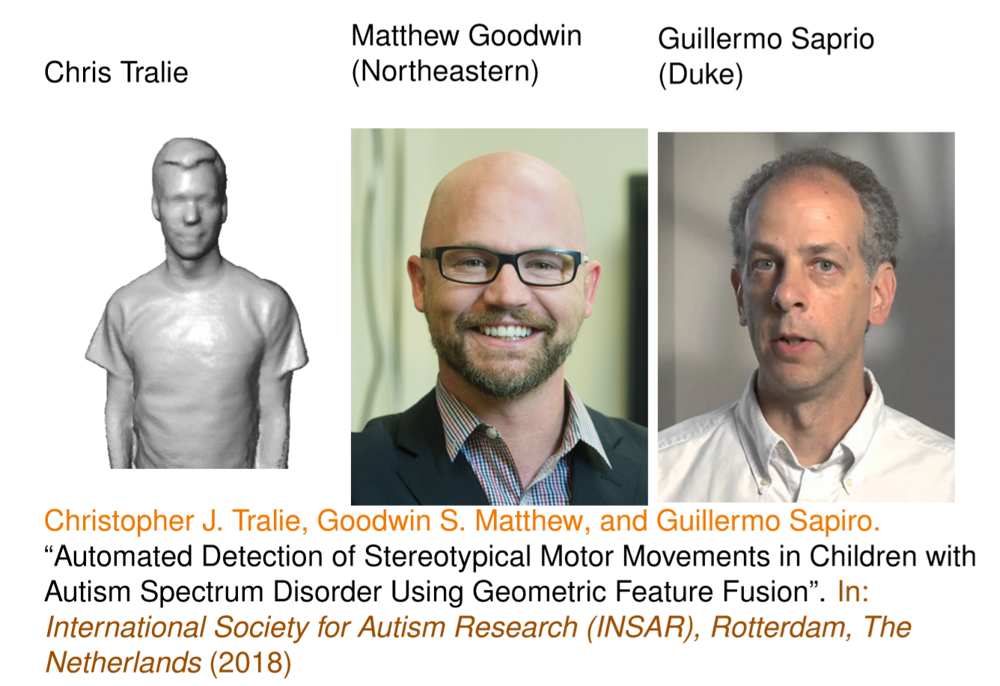 Chris Tralie
Matthew Goodwin
(Northeastern)
Guillermo Saprio
(Duke)
Christopher J. Tralie, Goodwin S. Matthew, and Guillermo Sapiro.
“Automated Detection of Stereotypical Motor Movements in Children with
Autism Spectrum Disorder Using Geometric Feature Fusion”. In:
International Society for Autism Research (INSAR), Rotterdam, The
Netherlands (2018)